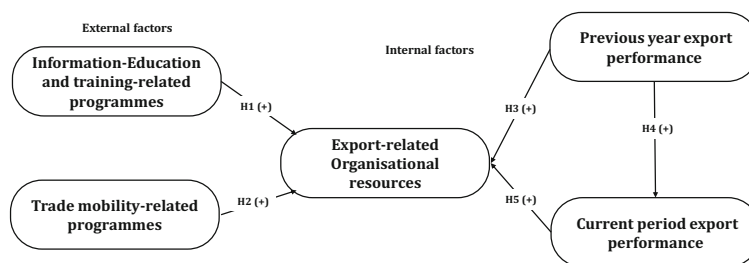 External factors
Information-Education
and training-related
programmes
H1 (+)
Trade mobility-related
programmes
H2 (+)
Internal factors
Export-related
Organisational
resources
Previous year export
performance
H3 (+)
H4 (+)
H5 (+)
Current period export
performance